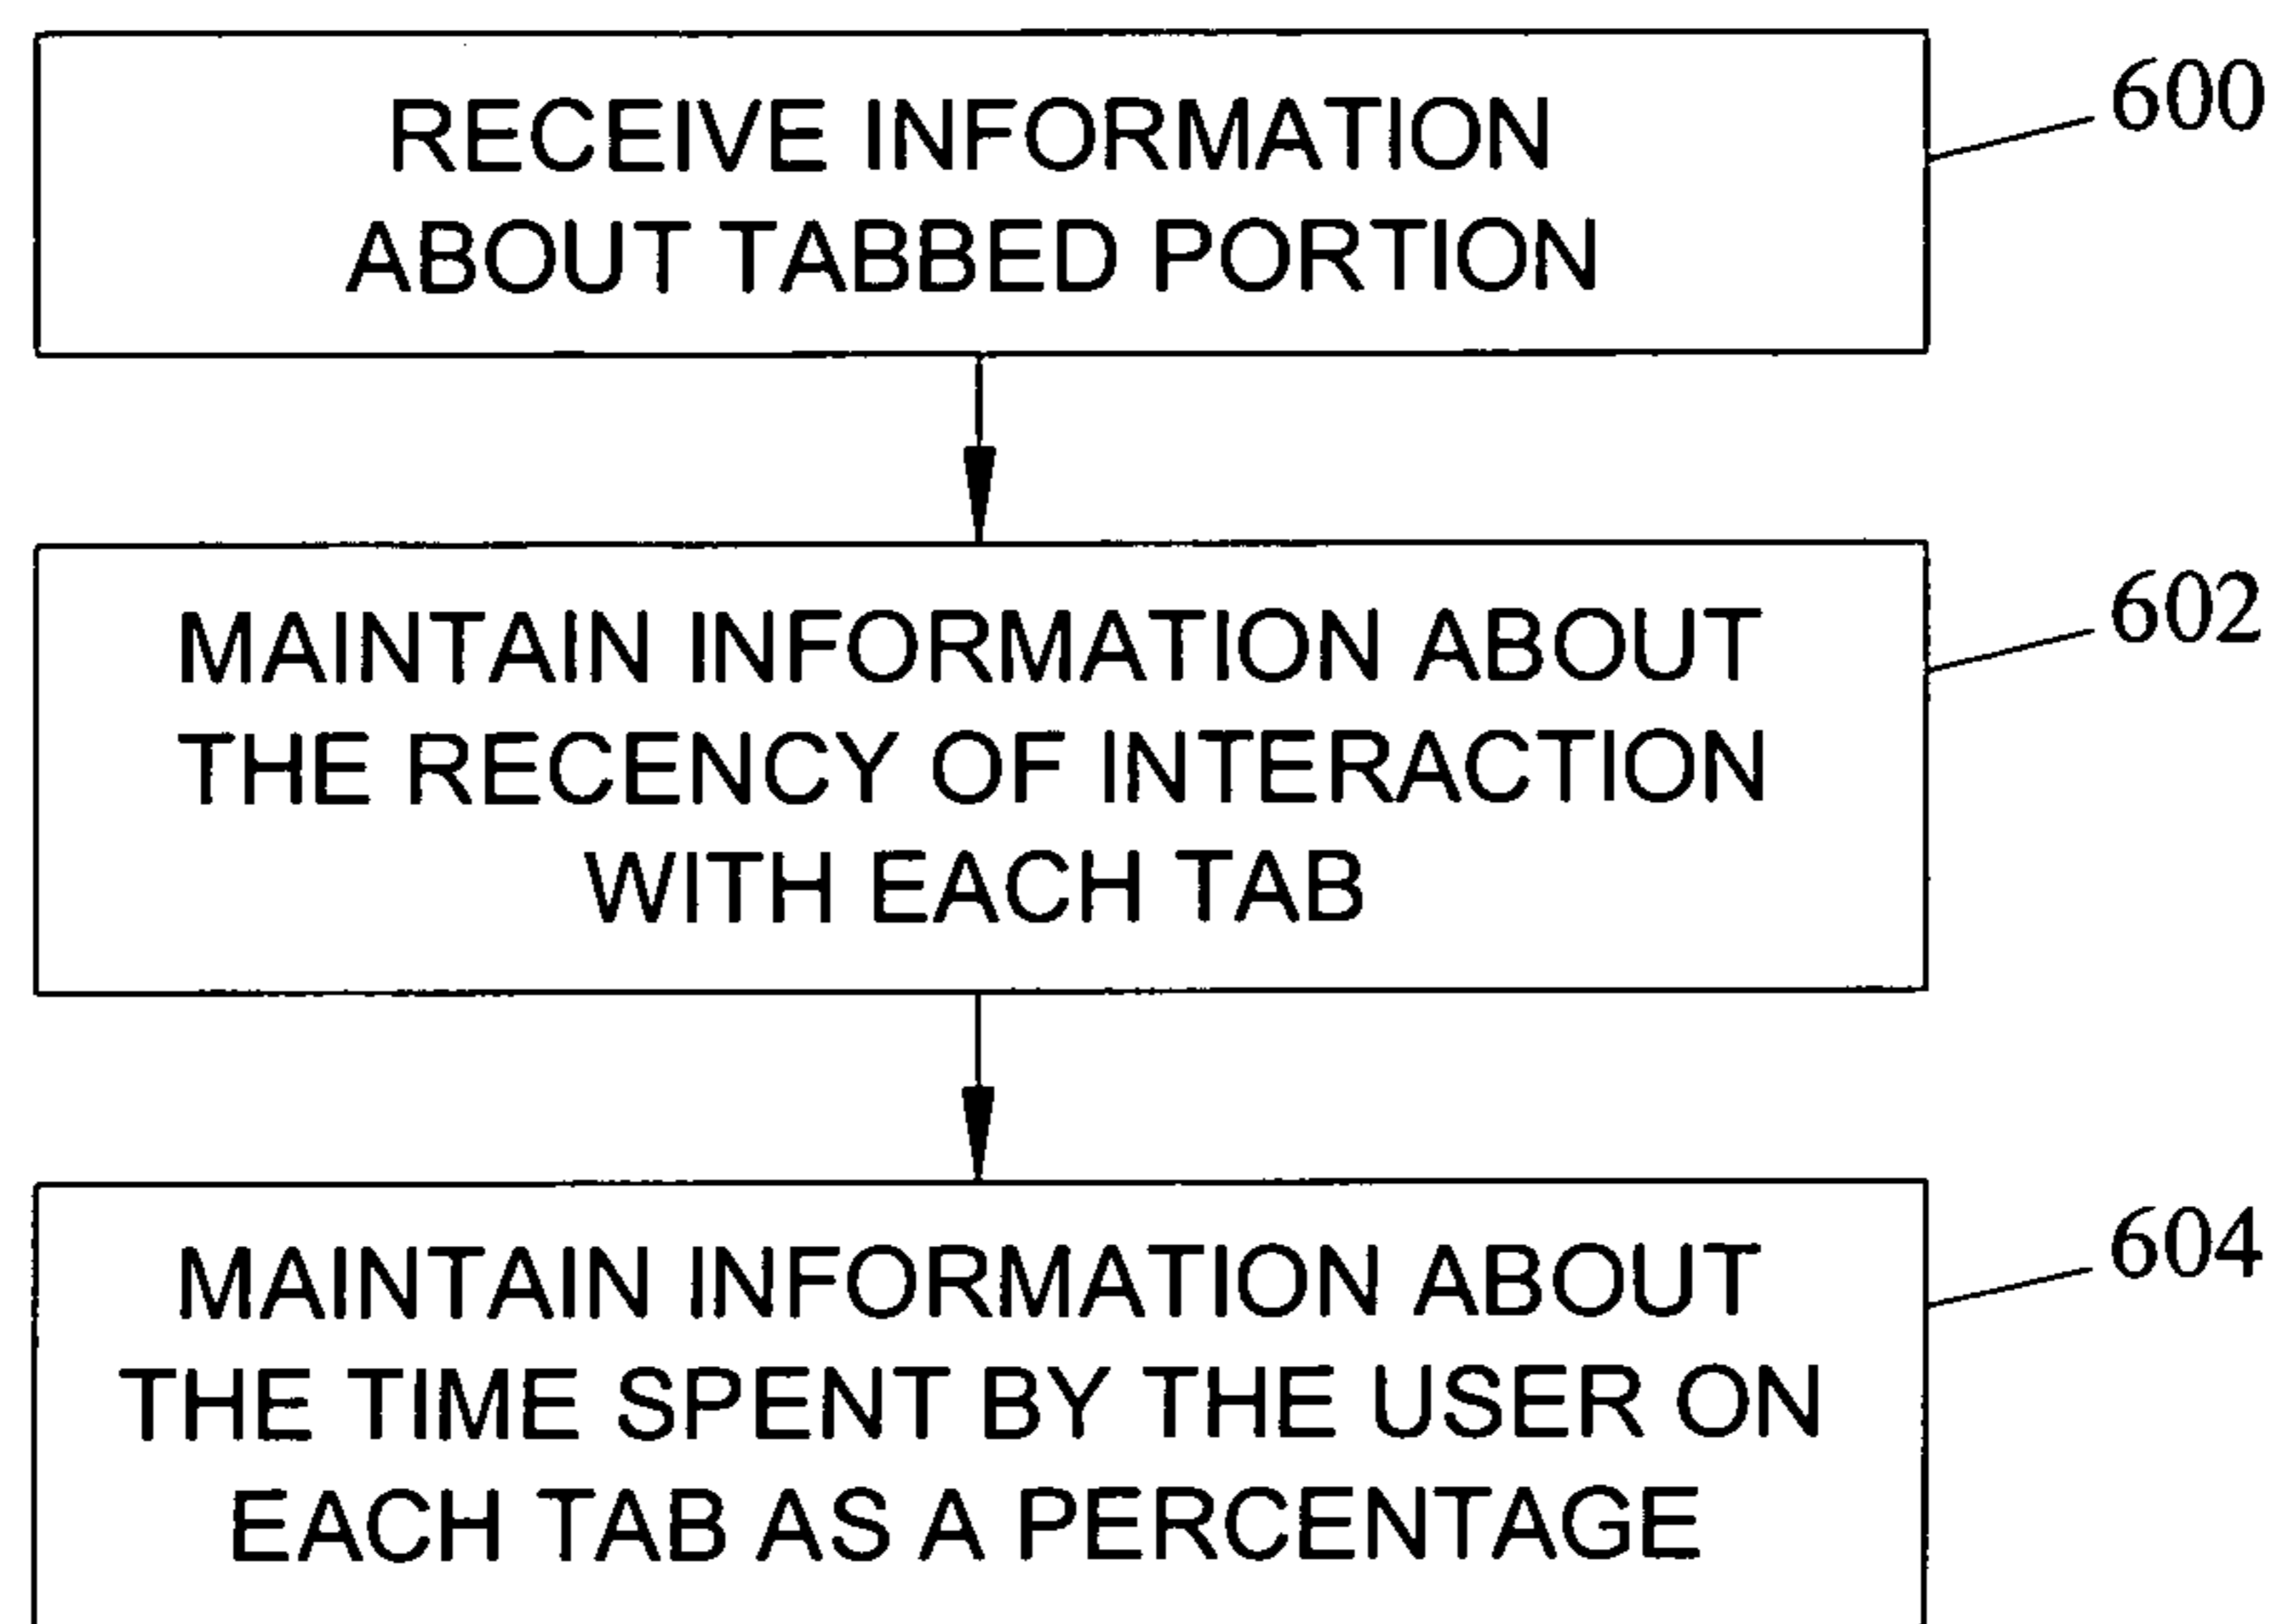 RECEIVE INFORMATION
ABOUT TABBED PORTION
600
MAINTAIN INFORMATION ABOUT
THE RECENCY OF INTERACTION
WITH EACH TAB
602
MAINTAIN INFORMATION ABOUT
THE TIME SPENT BY THE USER ON
EACH TAB AS A PERCENTAGE
604